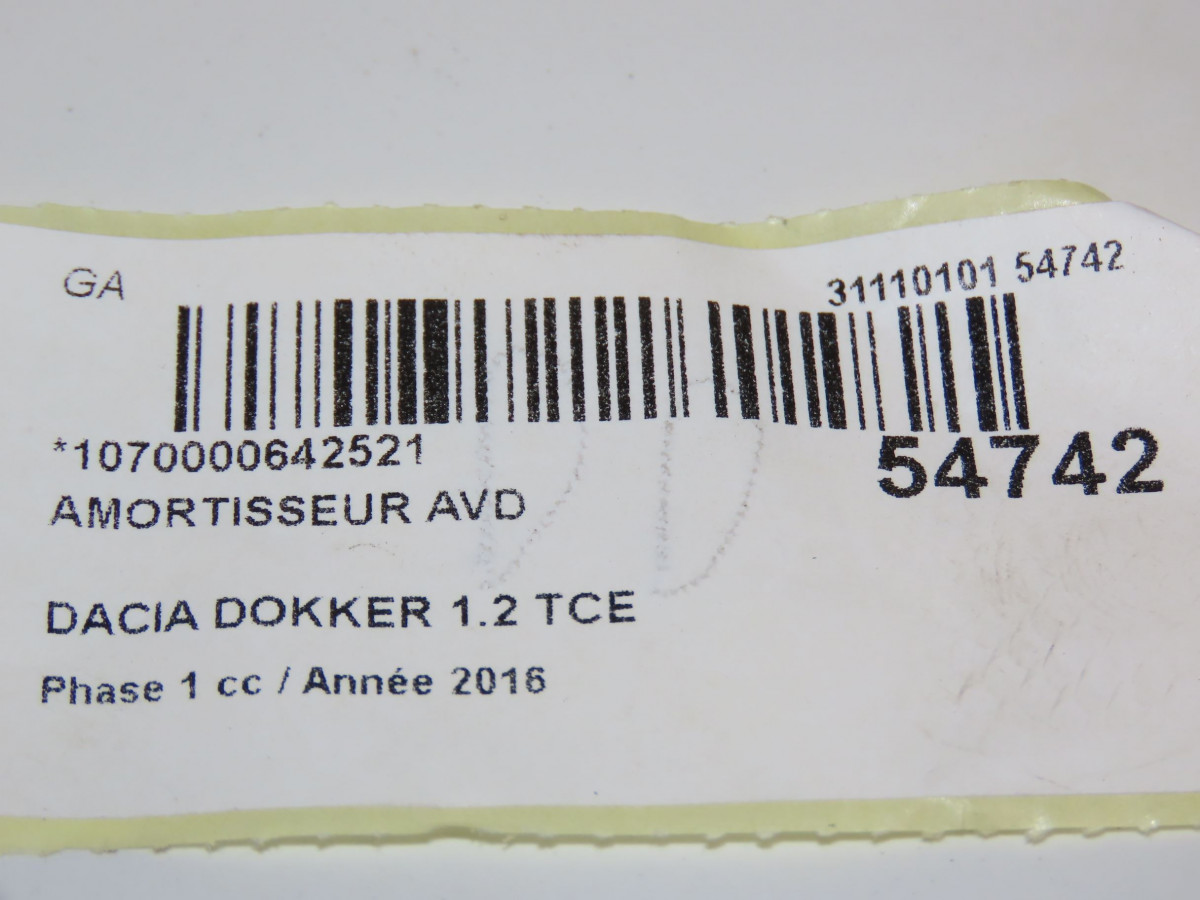 GA
31110101 54742
*1070000642521
54742
AMORTISSEUR AVD
DACIA DOKKER 1.2 TCE
Phase 1 cc / Année 2016